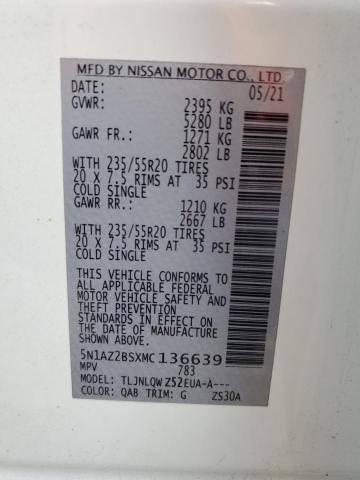 MFD BY NISSAN MOTOR CO., LTD.
DATE: 05/21
GVWR: 2395 KG
5280 LB
GAWR FR.: 1271 KG
2802 LB
WITH 235/55R20 TIRES
20 X 7.5 RIMS AT 35 PSI
COLD SINGLE
GAWR RR.: 1210 KG
2667 LB
WITH 235/55R20 TIRES
20 X 7.5 RIMS AT 35 PSI
COLD SINGLE
THIS VEHICLE CONFORMS TO
ALL APPLICABLE FEDERAL
MOTOR VEHICLE SAFETY AND
THEFT PREVENTION
STANDARDS IN EFFECT ON
THE DATE OF MANUFACTURE
SHOWN ABOVE.
5N1AZ2BSXMC136639
MPV 783
MODEL: TLJNLQWZ52EUA-A---
COLOR: QAB TRIM: G ZS30A